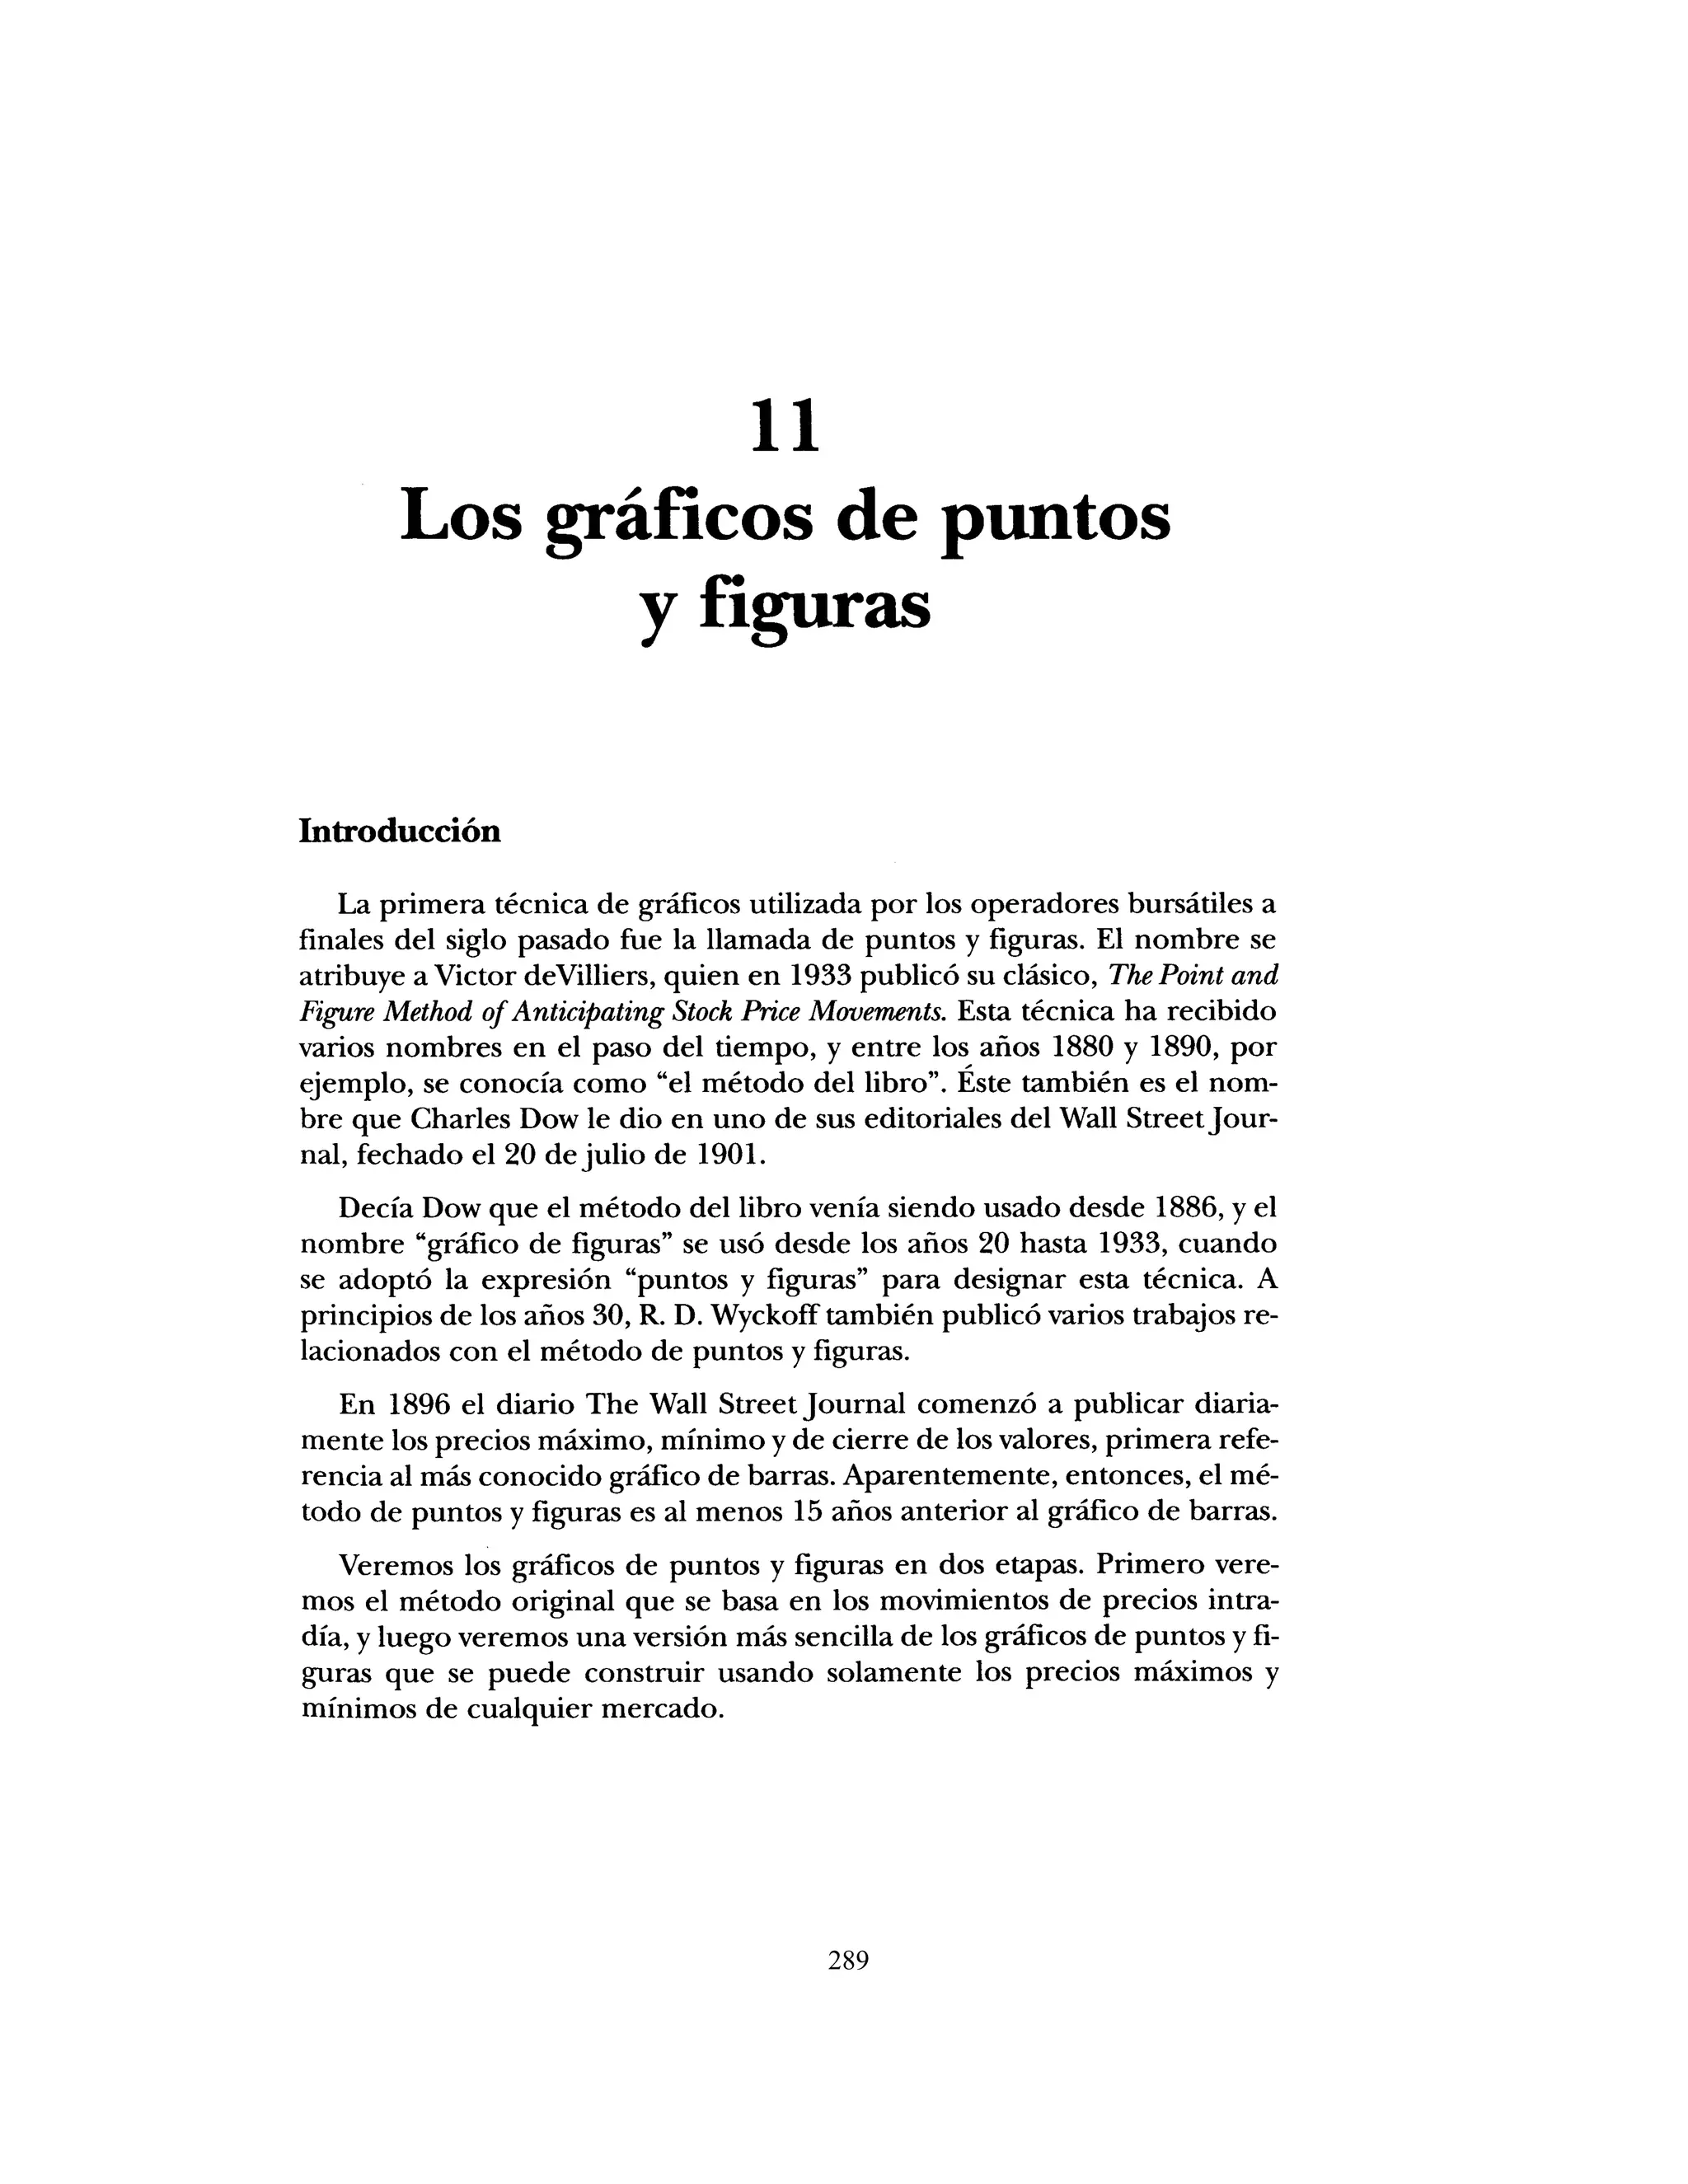 11
Los gráficos de puntos
y figuras
Introducción
La primera técnica de gráficos utilizada por los operadores bursátiles a
finales del siglo pasado fue la llamada de puntos y figuras. El nombre se
atribuye a Victor deVilliers, quien en 1933 publicó su clásico, The Point and
Figure Method of Anticipating Stock Price Movements. Esta técnica ha recibido
varios nombres en el paso del tiempo, y entre los años 1880 y 1890, por
ejemplo, se conocía como “el método del libro”. Éste también es el nom-
bre que Charles Dow le dio en uno de sus editoriales del Wall Street Jour-
nal, fechado el 20 de julio de 1901.
Decía Dow que el método del libro venía siendo usado desde 1886, y el
nombre “gráfico de figuras” se usó desde los años 20 hasta 1933, cuando
se adoptó la expresión “puntos y figuras” para designar esta técnica. A
principios de los años 30, R. D. Wyckoff también publicó varios trabajos re-
lacionados con el método de puntos y figuras.
En 1896 el diario The Wall Street Journal comenzó a publicar diaria-
mente los precios máximo, mínimo y de cierre de los valores, primera refe-
rencia al más conocido gráfico de barras. Aparentemente, entonces, el mé-
todo de puntos y figuras es al menos 15 años anterior al gráfico de barras.
Veremos los gráficos de puntos y figuras en dos etapas. Primero vere-
mos el método original que se basa en los movimientos de precios intra-
día, y luego veremos una versión más sencilla de los gráficos de puntos y fi-
guras que se puede construir usando solamente los precios máximos y
mínimos de cualquier mercado.
289